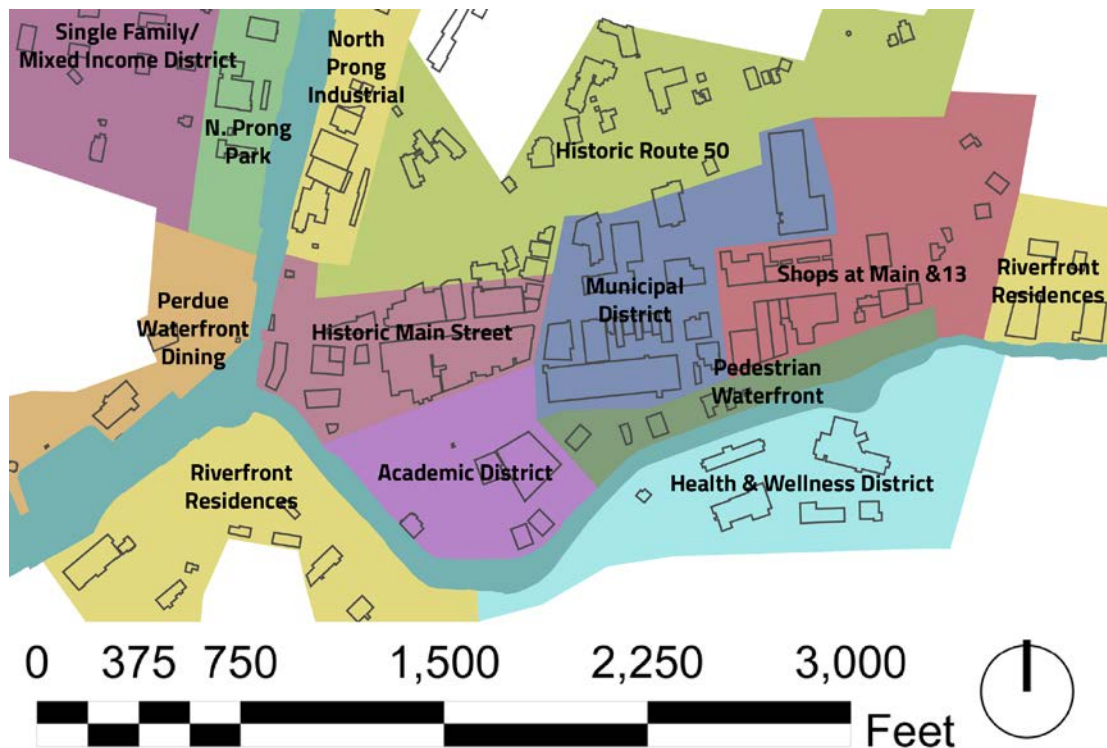 Single Family/
Mixed Income District
N. Prong
Park
North
Prong
Industrial
Historic Route 50
Perdue
Waterfront
Dining
Historic Main Street
Municipal
District
Shops at Main &13
Riverfront
Residences
Pedestrian
Waterfront
Riverfront
Residences
Academic District
Health & Wellness District
0 375 750 1,500 2,250 3,000
Feet